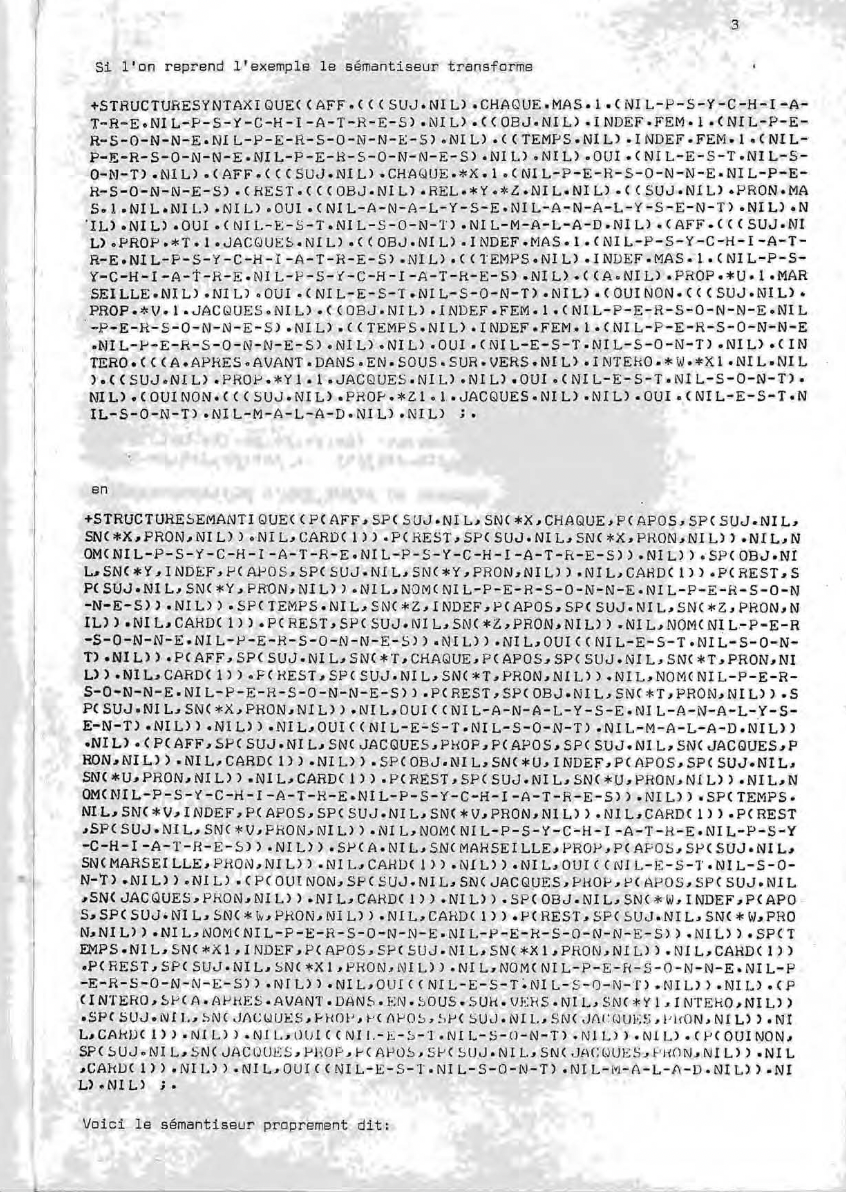 3
Si l'on reprend l'exemple le sémantiseur transforme
+STRUCTURESYNTAXIQUE((AFF.(((SUJ.NIL).CHAQUE.MAS.1.(NIL-P-S-Y-C-H-I-A-
T-R-E.NIL-P-S-Y-C-H-I-A-T-R-E-S).NIL).((OBJ.NIL).INDEF.FEM.1.(NIL-P-E-
R-S-O-N-N-E.NIL-P-E-R-S-O-N-N-E-S).NIL).((TEMPS.NIL).INDEF.FEM.1.(NIL-
P-E-R-S-O-N-N-E.NIL-P-E-R-S-O-N-N-E-S).NIL).NIL).OUI.(NIL-E-S-T.NIL-S-
O-N-T).NIL).(AFF.(((SUJ.NIL).CHAQUE.*X.1.(NIL-P-E-R-S-O-N-N-E.NIL-P-E-
R-S-O-N-N-E-S).(REST.(((OBJ.NIL).REL.*Y.*Z.NIL.NIL).((SUJ.NIL).PRON.MA
S.1.NIL.NIL).NIL).OUI.(NIL-A-N-A-L-Y-S-E.NIL-A-N-A-L-Y-S-E-N-T).NIL).N
IL).NIL).OUI.(NIL-E-S-T.NIL-S-O-N-T).NIL-M-A-L-A-D.NIL).(AFF.(((SUJ.NI
L).PROP.*T.1.JACQUES.NIL).((OBJ.NIL).INDEF.MAS.1.(NIL-P-S-Y-C-H-I-A-T-
R-E.NIL-P-S-Y-C-H-I-A-T-R-E-S).NIL).((TEMPS.NIL).INDEF.MAS.1.(NIL-P-S-
Y-C-H-I-A-T-R-E.NIL-P-S-Y-C-H-I-A-T-R-E-S).NIL).((A.NIL).PROP.*U.1.MAR
SEILLE.NIL).NIL).OUI.(NIL-E-S-T.NIL-S-O-N-T).NIL).(OUINON.(((SUJ.NIL).
PROP.*V.1.JACQUES.NIL).((OBJ.NIL).INDEF.FEM.1.(NIL-P-E-R-S-O-N-N-E.NIL
-P-E-R-S-O-N-N-E-S).NIL).((TEMPS.NIL).INDEF.FEM.1.(NIL-P-E-R-S-O-N-N-E
.NIL-P-E-R-S-O-N-N-E-S).NIL).NIL).OUI.(NIL-E-S-T.NIL-S-O-N-T).NIL).(IN
TERO.(((A.APRES.AVANT.DANS.EN.SOUS.SUR.VERS.NIL).INTERO.*W.*X1.NIL.NIL
).((SUJ.NIL).PROP.*Y1.1.JACQUES.NIL).NIL).OUI.(NIL-E-S-T.NIL-S-O-N-T).
NIL).(OUINON.(((SUJ.NIL).PROP.*Z1.1.JACQUES.NIL).NIL).OUI.(NIL-E-S-T.N
IL-S-O-N-T).NIL-M-A-L-A-D.NIL).NIL) ;.
en
+STRUCTURESEMANTIQUE((P(AFF,SP(SUJ.NIL,SN(*X,CHAQUE,P(APOS,SP(SUJ.NIL,
SN(*X,PRON,NIL)).NIL,CARD(1)).P(REST,SP(SUJ.NIL,SN(*X,PRON,NIL)).NIL,N
OM(NIL-P-S-Y-C-H-I-A-T-R-E.NIL-P-S-Y-C-H-I-A-T-R-E-S)).NIL)).SP(OBJ.NI
L,SN(*Y,INDEF,P(APOS,SP(SUJ.NIL,SN(*Y,PRON,NIL)).NIL,CARD(1)).P(REST,S
P(SUJ.NIL,SN(*Y,PRON,NIL)).NIL,NOM(NIL-P-E-R-S-O-N-N-E.NIL-P-E-R-S-O-N
-N-E-S)).NIL)).SP(TEMPS.NIL,SN(*Z,INDEF,P(APOS,SP(SUJ.NIL,SN(*Z,PRON,N
IL)).NIL,CARD(1)).P(REST,SP(SUJ.NIL,SN(*Z,PRON,NIL)).NIL,NOM(NIL-P-E-R
-S-O-N-N-E.NIL-P-E-R-S-O-N-N-E-S)).NIL)).NIL,OUI((NIL-E-S-T.NIL-S-O-N-
T).NIL)).P(AFF,SP(SUJ.NIL,SN(*T,CHAQUE,P(APOS,SP(SUJ.NIL,SN(*T,PRON,NI
L)).NIL,CARD(1)).P(REST,SP(SUJ.NIL,SN(*T,PRON,NIL)).NIL,NOM(NIL-P-E-R-
S-O-N-N-E.NIL-P-E-R-S-O-N-N-E-S)).P(REST,SP(OBJ.NIL,SN(*T,PRON,NIL)).S
P(SUJ.NIL,SN(*X,PRON,NIL)).NIL,OUI((NIL-A-N-A-L-Y-S-E.NIL-A-N-A-L-Y-S-
E-N-T).NIL)).NIL)).NIL,OUI((NIL-E-S-T.NIL-S-O-N-T).NIL-M-A-L-A-D.NIL))
.NIL).(P(AFF,SP(SUJ.NIL,SN(JACQUES,PROP,P(APOS,SP(SUJ.NIL,SN(JACQUES,P
RON,NIL)).NIL,CARD(1)).NIL)).SP(OBJ.NIL,SN(*U,INDEF,P(APOS,SP(SUJ.NIL,
SN(*U,PRON,NIL)).NIL,CARD(1)).P(REST,SP(SUJ.NIL,SN(*U,PRON,NIL)).NIL,N
OM(NIL-P-S-Y-C-H-I-A-T-R-E.NIL-P-S-Y-C-H-I-A-T-R-E-S)).NIL)).SP(TEMPS.
NIL,SN(*V,INDEF,P(APOS,SP(SUJ.NIL,SN(*V,PRON,NIL)).NIL,CARD(1)).P(REST
,SP(SUJ.NIL,SN(*V,PRON,NIL)).NIL,NOM(NIL-P-S-Y-C-H-I-A-T-R-E.NIL-P-S-Y
-C-H-I-A-T-R-E-S)).NIL)).SP(A.NIL,SN(MARSEILLE,PROP,P(APOS,SP(SUJ.NIL,
SN(MARSEILLE,PRON,NIL)).NIL,CARD(1)).NIL)).NIL,OUI((NIL-E-S-T.NIL-S-O-
N-T).NIL)).NIL).(P(OUINON,SP(SUJ.NIL,SN(JACQUES,PROP,P(APOS,SP(SUJ.NIL
,SN(JACQUES,PRON,NIL)).NIL,CARD(1)).NIL)).SP(OBJ.NIL,SN(*W,INDEF,P(APO
S,SP(SUJ.NIL,SN(*W,PRON,NIL)).NIL,CARD(1)).P(REST,SP(SUJ.NIL,SN(*W,PRO
N,NIL)).NIL,NOM(NIL-P-E-R-S-O-N-N-E.NIL-P-E-R-S-O-N-N-E-S)).NIL)).SP(T
EMPS.NIL,SN(*X1,INDEF,P(APOS,SP(SUJ.NIL,SN(*X1,PRON,NIL)).NIL,CARD(1))
.P(REST,SP(SUJ.NIL,SN(*X1,PRON,NIL)).NIL,NOM(NIL-P-E-R-S-O-N-N-E.NIL-P
-E-R-S-O-N-N-E-S)).NIL)).NIL,OUI((NIL-E-S-T.NIL-S-O-N-T).NIL)).NIL).(P
(INTERO,SP(A.APRES.AVANT.DANS.EN.SOUS.SUR.VERS.NIL,SN(*Y1,INTERO,NIL))
.SP(SUJ.NIL,SN(JACQUES,PROP,P(APOS,SP(SUJ.NIL,SN(JACQUES,PRON,NIL)).NI
L,CARD(1)).NIL)).NIL,OUI((NIL-E-S-T.NIL-S-O-N-T).NIL)).NIL).(P(OUINON,
SP(SUJ.NIL,SN(JACQUES,PROP,P(APOS,SP(SUJ.NIL,SN(JACQUES,PRON,NIL)).NIL
,CARD(1)).NIL)).NIL,OUI((NIL-E-S-T.NIL-S-O-N-T).NIL-M-A-L-A-D.NIL)).NI
L).NIL) ;.
Voici le sémantiseur proprement dit: